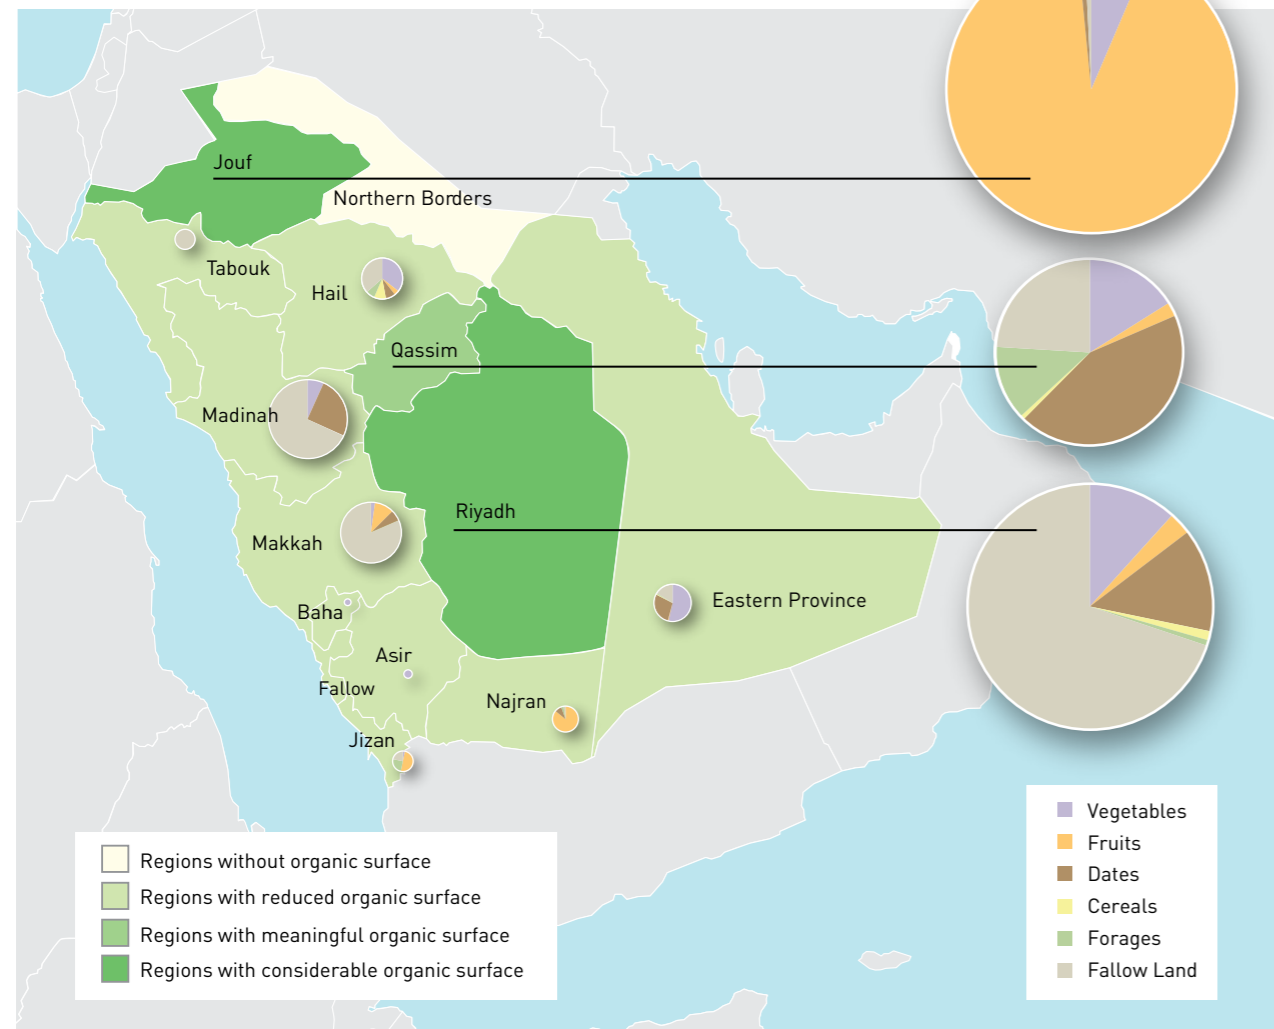 Jouf
Northern Borders
Tabouk
Hail
Qassim
Madinah
Riyadh
Makkah
Baha
Eastern Province
Asir
Fallow
Najran
Jizan
Regions without organic surface
Regions with reduced organic surface
Regions with meaningful organic surface
Regions with considerable organic surface
Vegetables
Fruits
Dates
Cereals
Forages
Fallow Land